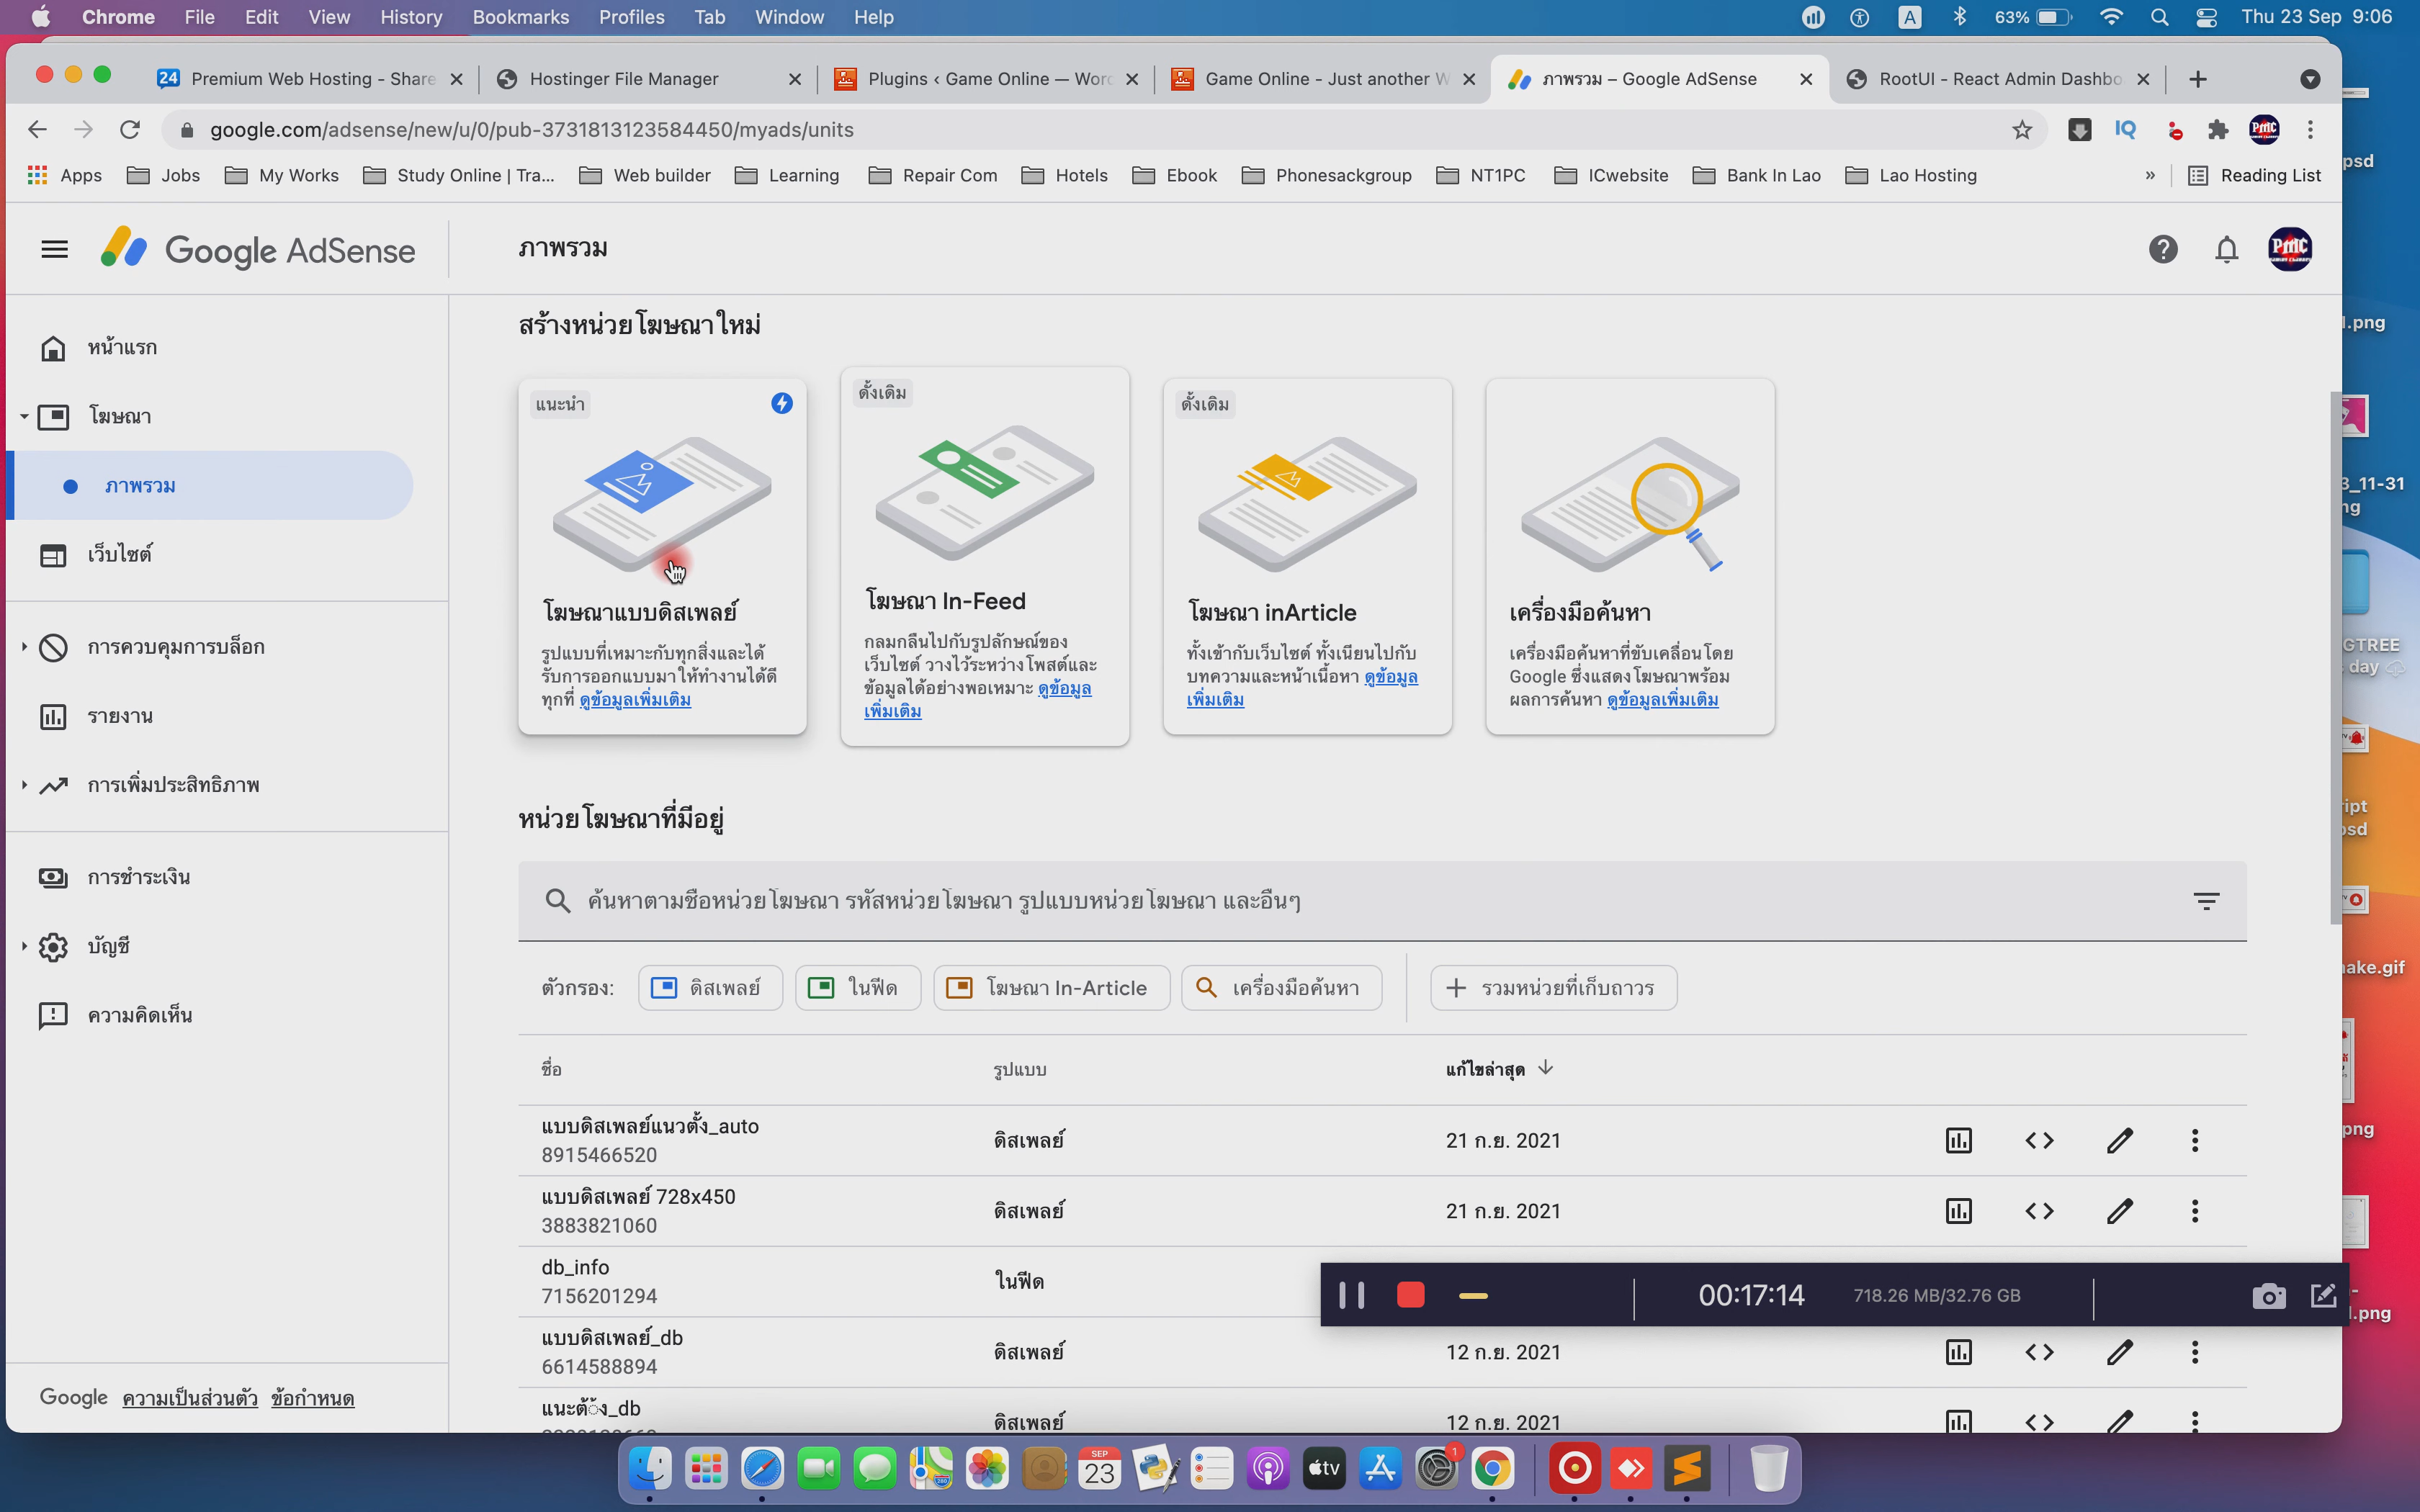 Chrome File Edit View History Bookmarks Profiles Tab Window Help
A 63% Thu 23 Sep 9:06
24 Premium Web Hosting - Share
Hostinger File Manager
Plugins ‹ Game Online — Word
Game Online - Just another W
ภาพรวม – Google AdSense
RootUI - React Admin Dashbo
google.com/adsense/new/u/0/pub-3731813123584450/myads/units
IQ
PMC
Apps Jobs My Works Study Online | Tra... Web builder Learning Repair Com Hotels Ebook Phonesackgroup NT1PC ICwebsite Bank In Lao Lao Hosting » Reading List
Google AdSense
ภาพรวม
PMC
หน้าแรก
โฆษณา
ภาพรวม
เว็บไซต์
การควบคุมการบล็อก
รายงาน
การเพิ่มประสิทธิภาพ
การชำระเงิน
บัญชี
ความคิดเห็น
Google ความเป็นส่วนตัว ข้อกำหนด
สร้างหน่วยโฆษณาใหม่
แนะนำ
โฆษณาแบบดิสเพลย์
รูปแบบที่เหมาะกับทุกสิ่งและได้
รับการออกแบบมาให้ทำงานได้ดี
ทุกที่ ดูข้อมูลเพิ่มเติม
ดั้งเดิม
โฆษณา In-Feed
กลมกลืนไปกับรูปลักษณ์ของ
เว็บไซต์ วางไว้ระหว่างโพสต์และ
ข้อมูลได้อย่างพอเหมาะ ดูข้อมูล
เพิ่มเติม
ดั้งเดิม
โฆษณา inArticle
ทั้งเข้ากับเว็บไซต์ ทั้งเนียนไปกับ
บทความและหน้าเนื้อหา ดูข้อมูล
เพิ่มเติม
เครื่องมือค้นหา
เครื่องมือค้นหาที่ขับเคลื่อนโดย
Google ซึ่งแสดงโฆษณาพร้อม
ผลการค้นหา ดูข้อมูลเพิ่มเติม
หน่วยโฆษณาที่มีอยู่
ค้นหาตามชื่อหน่วยโฆษณา รหัสหน่วยโฆษณา รูปแบบหน่วยโฆษณา และอื่นๆ
ตัวกรอง: ดิสเพลย์ ในฟีด โฆษณา In-Article เครื่องมือค้นหา รวมหน่วยที่เก็บถาวร
ชื่อ รูปแบบ แก้ไขล่าสุด
แบบดิสเพลย์แนวตั้ง_auto ดิสเพลย์ 21 ก.ย. 2021
8915466520
แบบดิสเพลย์ 728x450 ดิสเพลย์ 21 ก.ย. 2021
3883821060
db_info ในฟีด
7156201294
00:17:14 718.26 MB/32.76 GB
แบบดิสเพลย์_db ดิสเพลย์ 12 ก.ย. 2021
6614588894
แนะต้้ง_db ดิสเพลย์ 12 ก.ย. 2021
psd
l.png
3_11-31
ng
GTREE
day
ript
psd
ake.gif
png
l.png
SEP
23
tv
1